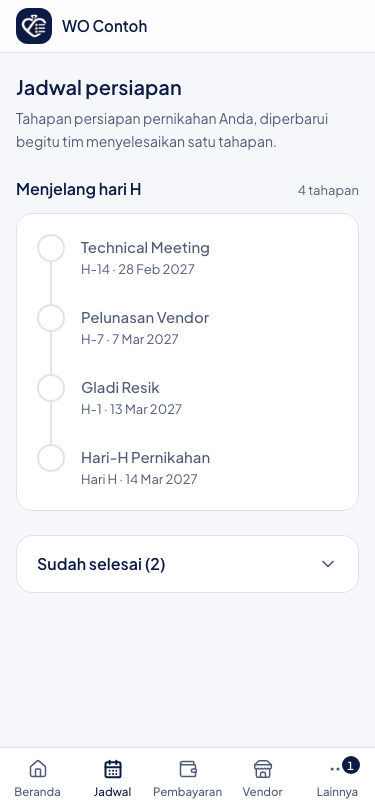 WO Contoh
Jadwal persiapan
Tahapan persiapan pernikahan Anda, diperbarui
begitu tim menyelesaikan satu tahapan.
Menjelang hari H
4 tahapan
Technical Meeting
H-14 · 28 Feb 2027
Pelunasan Vendor
H-7 · 7 Mar 2027
Gladi Resik
H-1 · 13 Mar 2027
Hari-H Pernikahan
Hari H · 14 Mar 2027
Sudah selesai (2)
1
Beranda
Jadwal
Pembayaran
Vendor
Lainnya